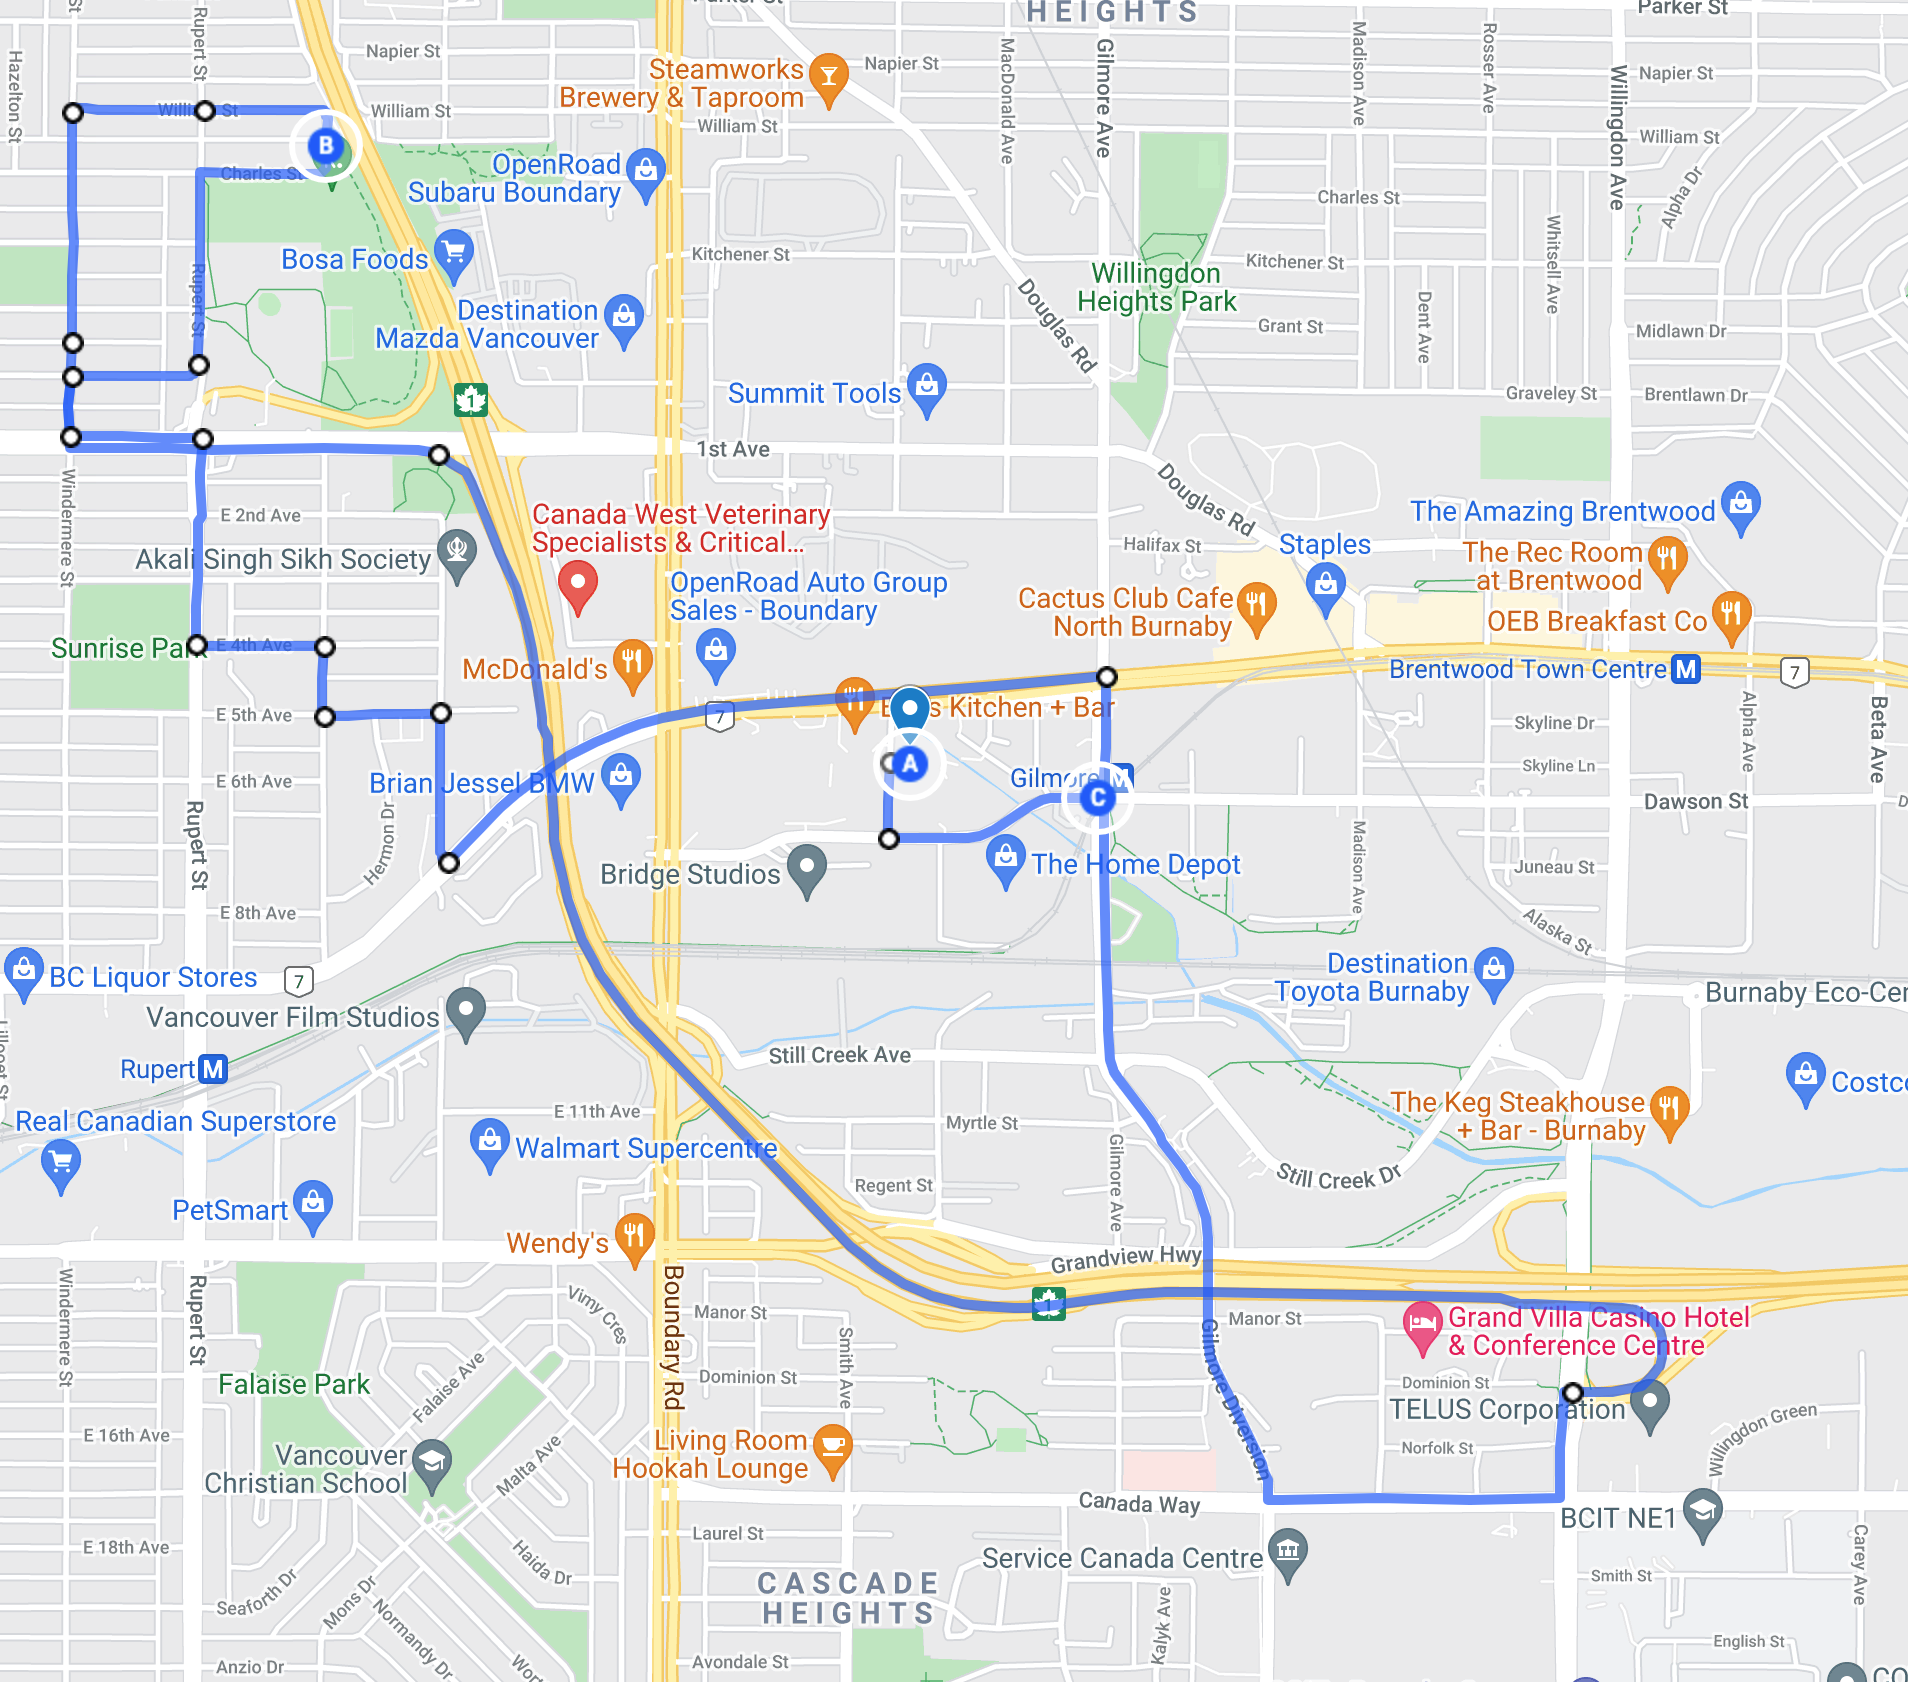 Parker St
HEIGHTS
Parker St
Napier St
Steamworks
Brewery & Taproom
Napier St
Napier St
Hazelton St
Rupert St
MacDonald Ave
Gilmore Ave
Madison Ave
Rosser Ave
Willingdon Ave
William St
William St
William St
William St
B
Charles St
OpenRoad
Subaru Boundary
Charles St
Alpha Dr
Bosa Foods
Kitchener St
Kitchener St
Whitsell Ave
Willingdon
Heights Park
Destination
Mazda Vancouver
Rupert St
Douglas Rd
Grant St
Dent Ave
Midlawn Dr
Summit Tools
Graveley St
Brentlawn Dr
1
1st Ave
Douglas Rd
Windermere St
E 2nd Ave
Canada West Veterinary
Specialists & Critical...
The Amazing Brentwood
Akali Singh Sikh Society
Halifax St
Staples
The Rec Room
at Brentwood
OpenRoad Auto Group
Sales - Boundary
Cactus Club Cafe
North Burnaby
OEB Breakfast Co
Sunrise Park
E 4th Ave
McDonald's
Brentwood Town Centre
M
7
E 5th Ave
7
Kitchen + Bar
Skyline Dr
Alpha Ave
Beta Ave
A
E 6th Ave
Brian Jessel BMW
Gilmore
M
C
Skyline Ln
Dawson St
Rupert St
Hermon Dr
Bridge Studios
The Home Depot
Madison Ave
Juneau St
E 8th Ave
Alaska St
BC Liquor Stores
7
Destination
Toyota Burnaby
Burnaby Eco-Cen
Vancouver Film Studios
Still Creek Ave
Rupert
M
Costco
Real Canadian Superstore
E 11th Ave
Myrtle St
The Keg Steakhouse
+ Bar - Burnaby
Walmart Supercentre
Gilmore Ave
Still Creek Dr
PetSmart
Regent St
Wendy's
Grandview Hwy
Windermere St
Rupert St
Boundary Rd
Vimy Cres
Manor St
1
Manor St
Grand Villa Casino Hotel
& Conference Centre
Smith Ave
Gilmore Diversion
Falaise Park
Falaise Ave
Dominion St
Dominion St
TELUS Corporation
E 16th Ave
Vancouver
Christian School
Malta Ave
Living Room
Hookah Lounge
Norfolk St
Willingdon Green
Canada Way
BCIT NE1
Laurel St
E 18th Ave
Haida Dr
Service Canada Centre
Carey Ave
Smith St
CASCADE
HEIGHTS
Seaforth Dr
Mons Dr
Normandy Dr
Kalyk Ave
English St
Anzio Dr
Avondale St